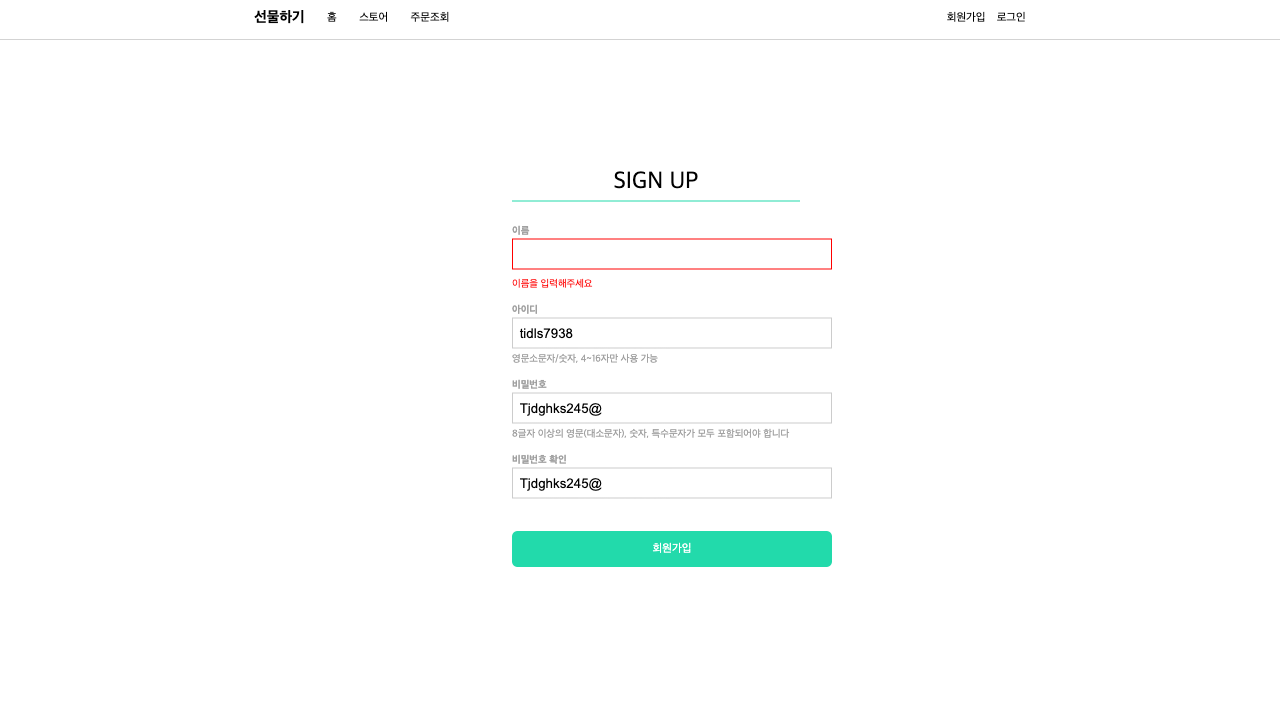 선물하기 홈 스토어 주문조회 회원가입 로그인
SIGN UP
이름
이름을 입력해주세요
아이디
tidls7938
영문소문자/숫자, 4~16자만 사용 가능
비밀번호
Tjdghks245@
8글자 이상의 영문(대소문자), 숫자, 특수문자가 모두 포함되어야 합니다
비밀번호 확인
Tjdghks245@
회원가입